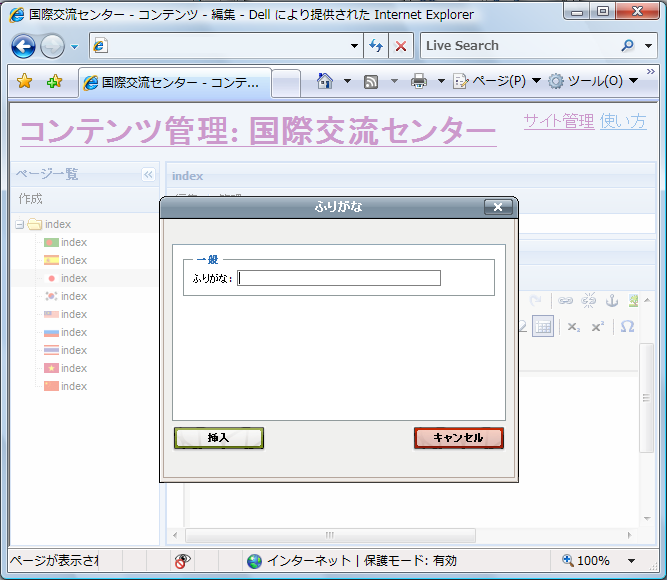 国際交流センター - コンテンツ - 編集 - Dell により提供された Internet Explorer
Live Search
国際交流センター - コンテ...
ページ(P)
ツール(O)
コンテンツ管理: 国際交流センター
サイト管理 使い方
ページ一覧
index
作成
index
index
index
index
index
index
index
index
index
index
ふりがな
一般
ふりがな:
挿入
キャンセル
ページが表示され
インターネット | 保護モード: 有効
100%